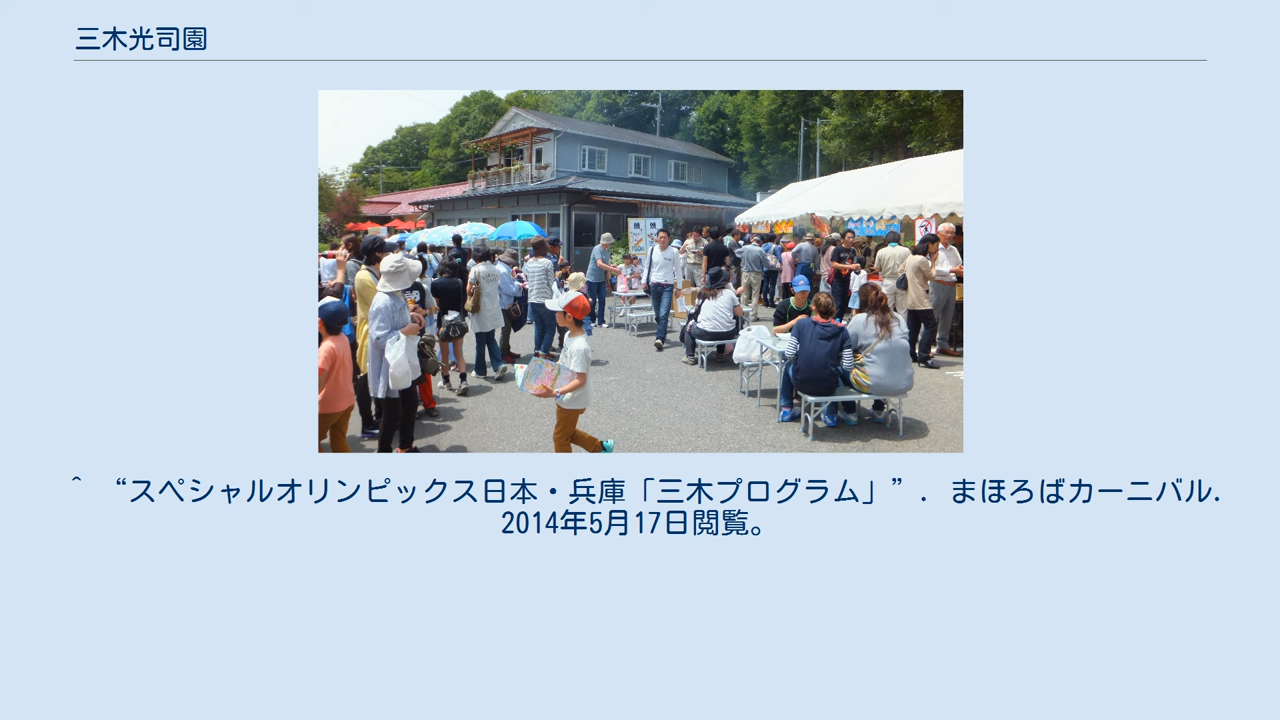 三木光司園
^ “スペシャルオリンピックス日本・兵庫「三木プログラム」”. まほろばカーニバル.
2014年5月17日閲覧。